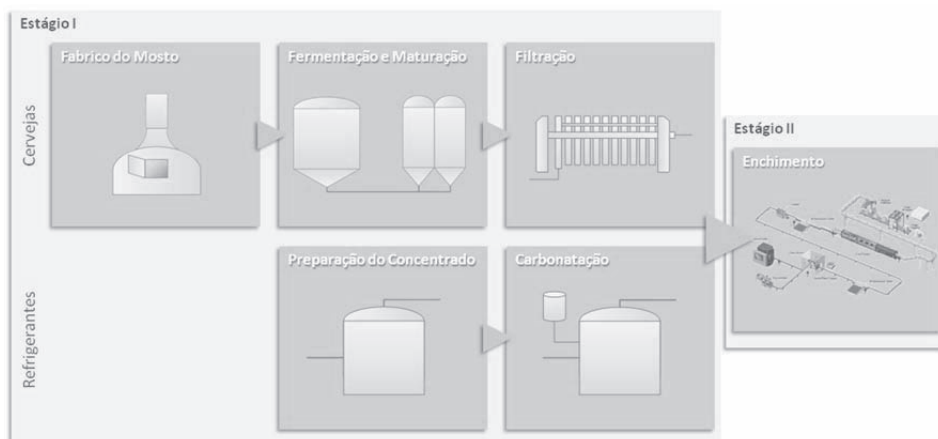 Estágio I
Fabrico do Mosto
Fermentação e Maturação
Filtração
Cervejas
Estágio II
Enchimento
Preparação do Concentrado
Carbonatação
Refrigerantes